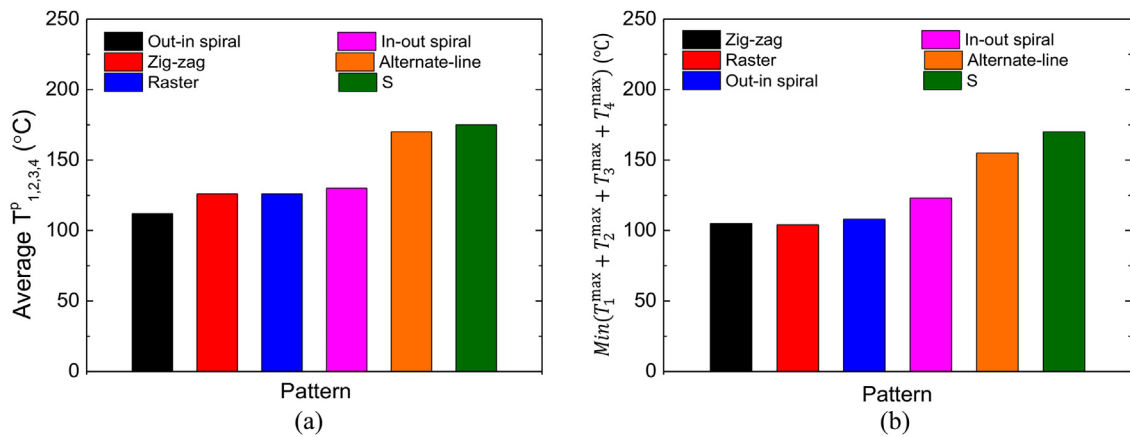 250
200
150
100
50
0
Average T^p_1,2,3,4 (°C)
Out-in spiral
Zig-zag
Raster
In-out spiral
Alternate-line
S
Pattern
(a)
250
200
150
100
50
0
Min(T_1^max + T_2^max + T_3^max + T_4^max) (°C)
Zig-zag
Raster
Out-in spiral
In-out spiral
Alternate-line
S
Pattern
(b)